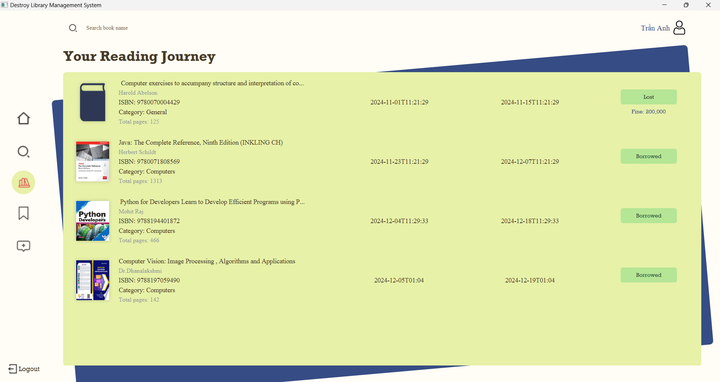 Destroy Library Management System
Search book name
Trần Anh
Your Reading Journey
Computer exercises to accompany structure and interpretation of co...
Harold Abelson
ISBN: 9780070004429
Category: General
Total pages: 125
2024-11-01T11:21:29
2024-11-15T11:21:29
Lost
Fine: 200,000
Java: The Complete Reference, Ninth Edition (INKLING CH)
Herbert Schildt
ISBN: 9780071808569
Category: Computers
Total pages: 1313
2024-11-23T11:21:29
2024-12-07T11:21:29
Borrowed
Python for Developers Learn to Develop Efficient Programs using P...
Mohit Raj
ISBN: 9788194401872
Category: Computers
Total pages: 466
2024-12-04T11:29:33
2024-12-18T11:29:33
Borrowed
Python
Developers
Computer Vision: Image Processing , Algorithms and Applications
Dr Dhanalakshmi
ISBN: 9788197059490
Category: Computers
Total pages: 142
2024-12-05T01:04
2024-12-19T01:04
Borrowed
Logout